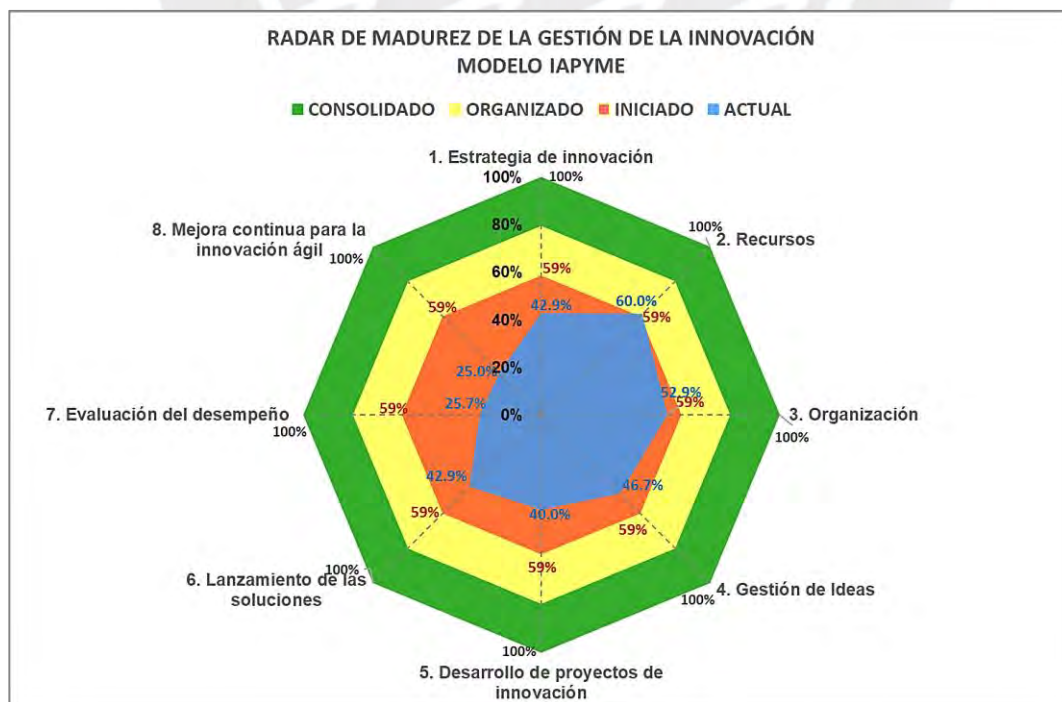 RADAR DE MADUREZ DE LA GESTIÓN DE LA INNOVACIÓN
MODELO IAPYME
CONSOLIDADO ORGANIZADO INICIADO ACTUAL
1. Estrategia de innovación
100% 100%
8. Mejora continua para la
innovación ágil
100%
100%
2. Recursos
80%
60%
59%
59%
60.0%
59%
42.9%
40%
20%
25.0%
7. Evaluación del desempeño
100%
59%
25.7%
0%
52.9%
59%
3. Organización
100%
42.9%
46.7%
59%
40.0%
59%
59%
6. Lanzamiento de las
soluciones
100%
4. Gestión de Ideas
100%
100%
5. Desarrollo de proyectos de
innovación